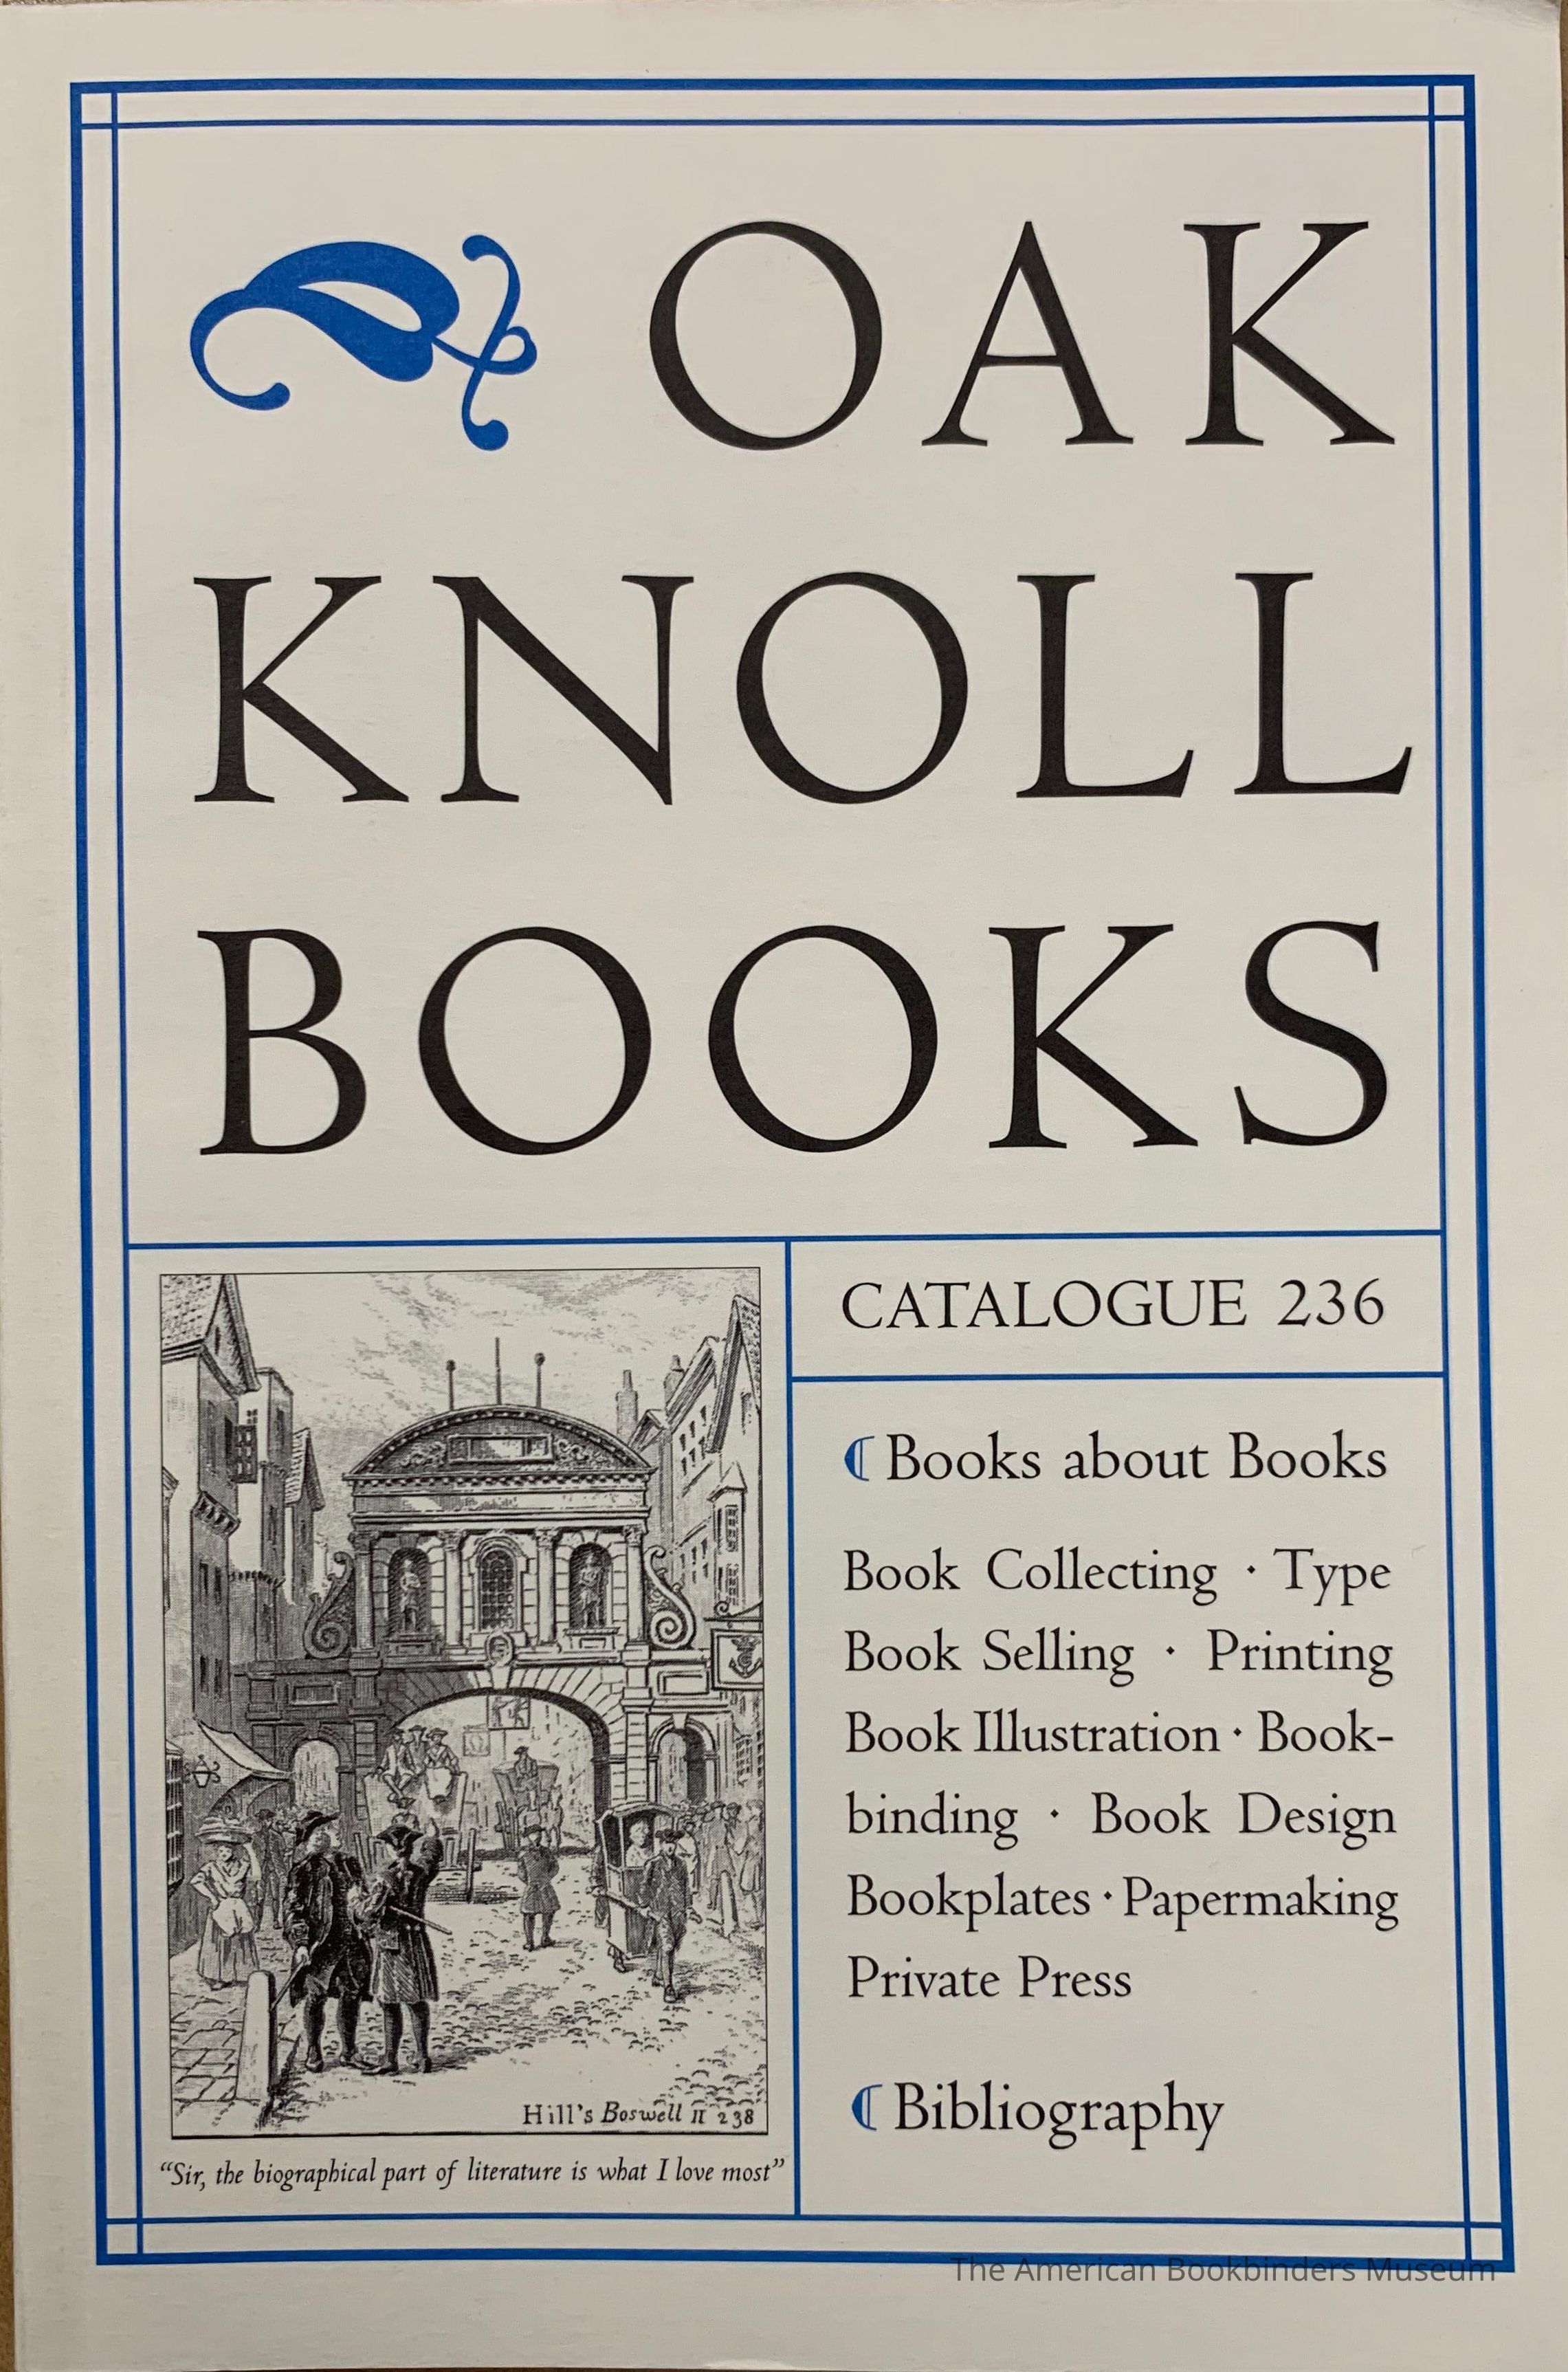 OAK
KNOLL
BOOKS
CATALOGUE 236
Books about Books
Book Collecting · Type
Book Selling · Printing
Book Illustration · Book-
binding · Book Design
Bookplates · Papermaking
Private Press
Bibliography
Hill's Boswell II 238
“Sir, the biographical part of literature is what I love most”
The American Bookbinders Museum